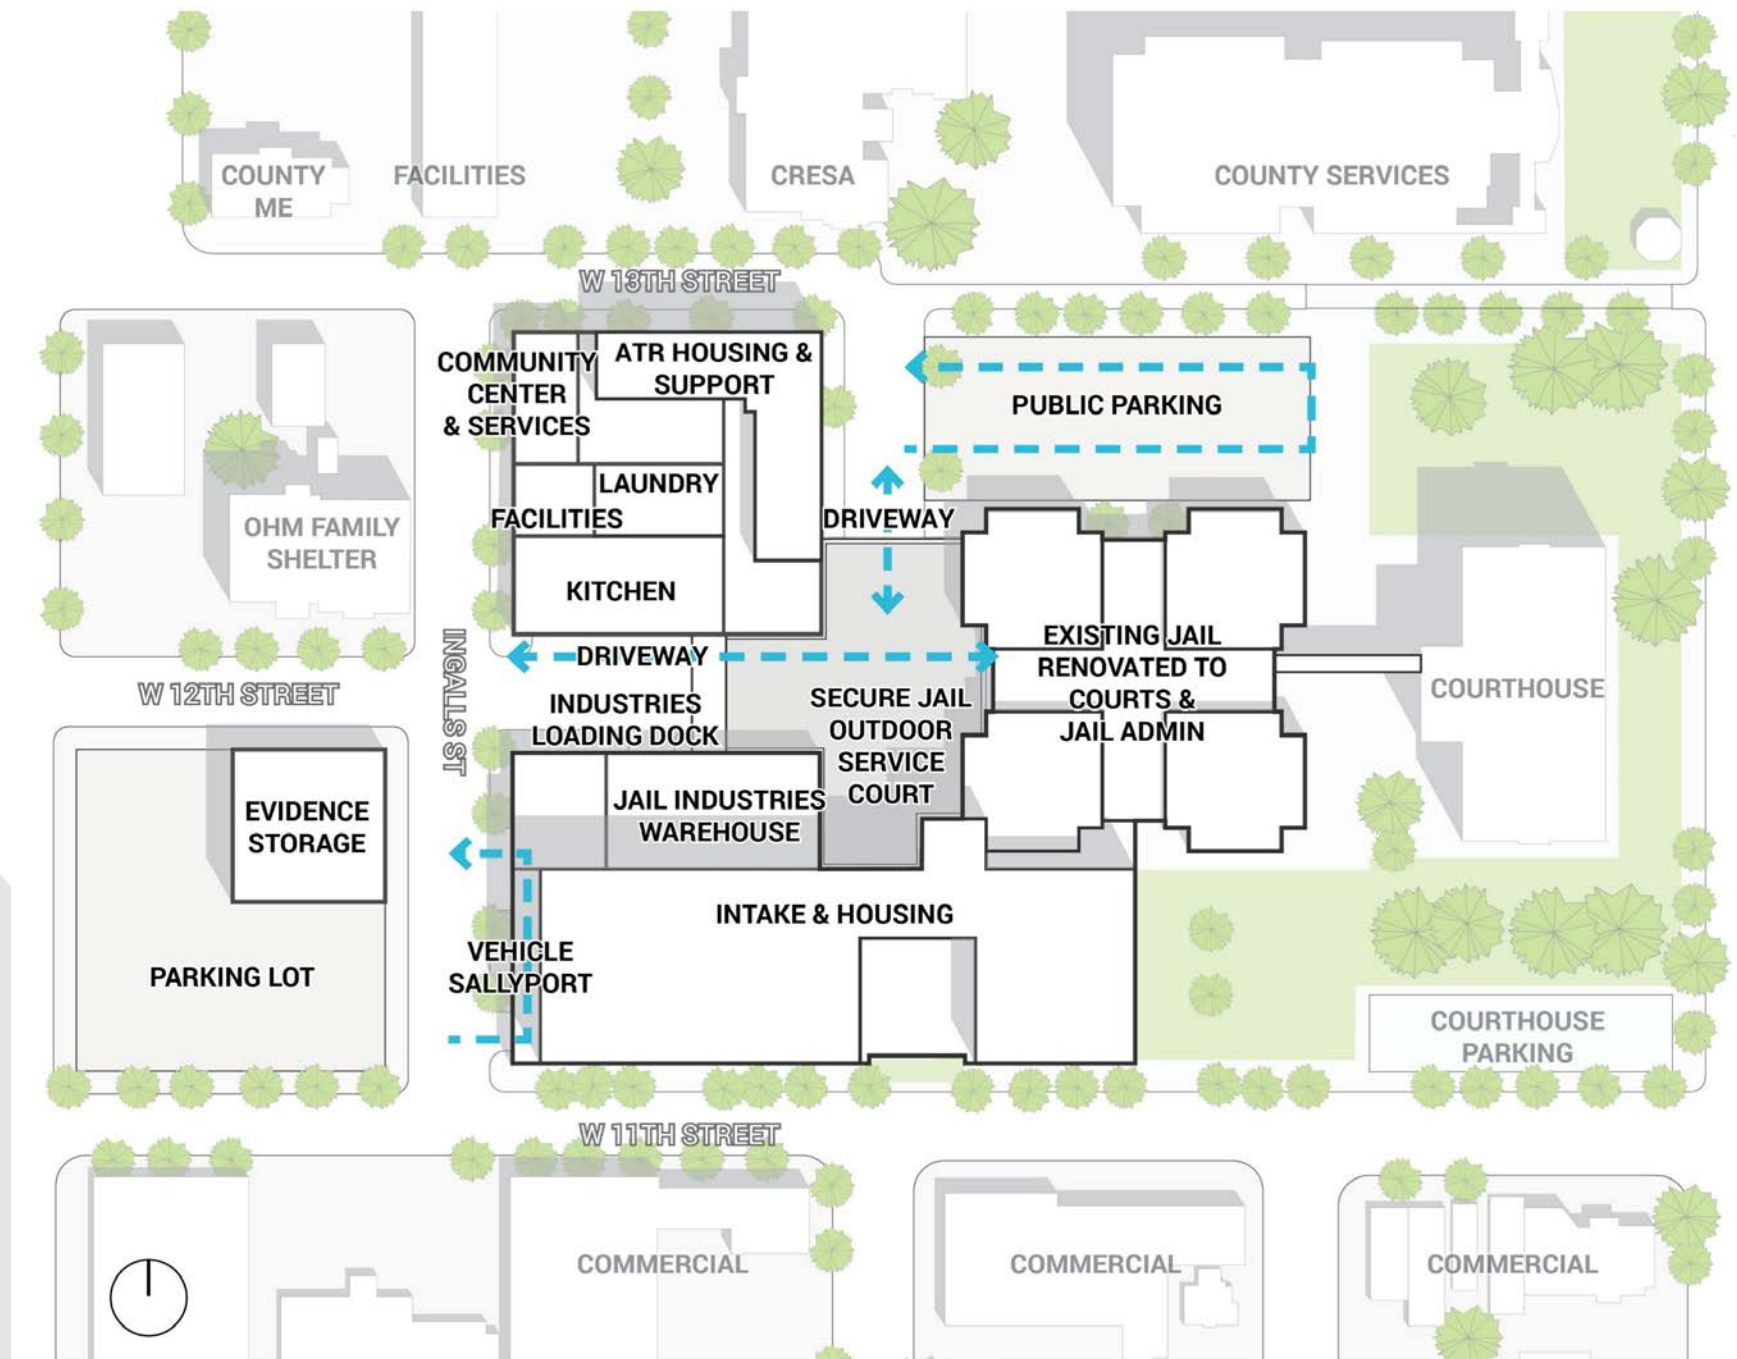 COUNTY
ME
FACILITIES
CRESA
COUNTY SERVICES
W 13TH STREET
COMMUNITY
CENTER
& SERVICES
ATR HOUSING &
SUPPORT
PUBLIC PARKING
LAUNDRY
FACILITIES
DRIVEWAY
OHM FAMILY
SHELTER
KITCHEN
EXISTING JAIL
RENOVATED TO
COURTS &
JAIL ADMIN
DRIVEWAY
INGALLS ST
W 12TH STREET
INDUSTRIES
LOADING DOCK
SECURE JAIL
OUTDOOR
SERVICE
COURT
COURTHOUSE
EVIDENCE
STORAGE
JAIL INDUSTRIES
WAREHOUSE
INTAKE & HOUSING
VEHICLE
SALLYPORT
PARKING LOT
COURTHOUSE
PARKING
W 11TH STREET
COMMERCIAL
COMMERCIAL
COMMERCIAL